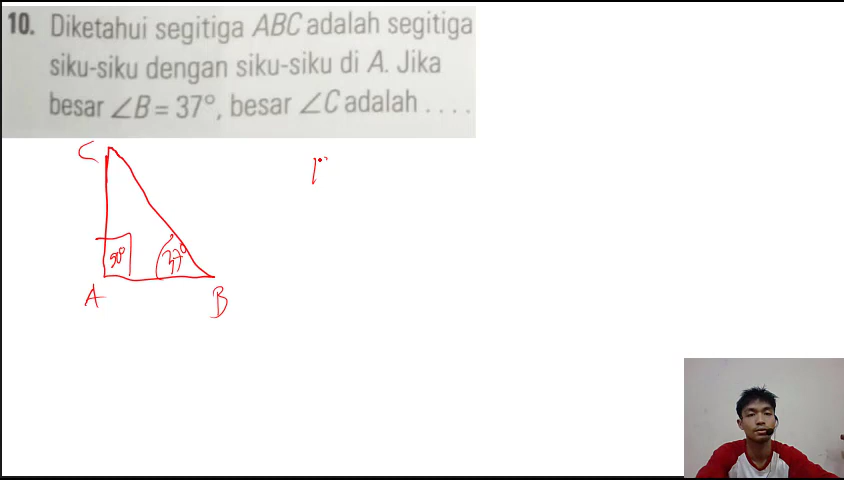 10. Diketahui segitiga ABC adalah segitiga
siku-siku dengan siku-siku di A. Jika
besar ∠B = 37°, besar ∠C adalah . . . .
C
90°
37°
A
B